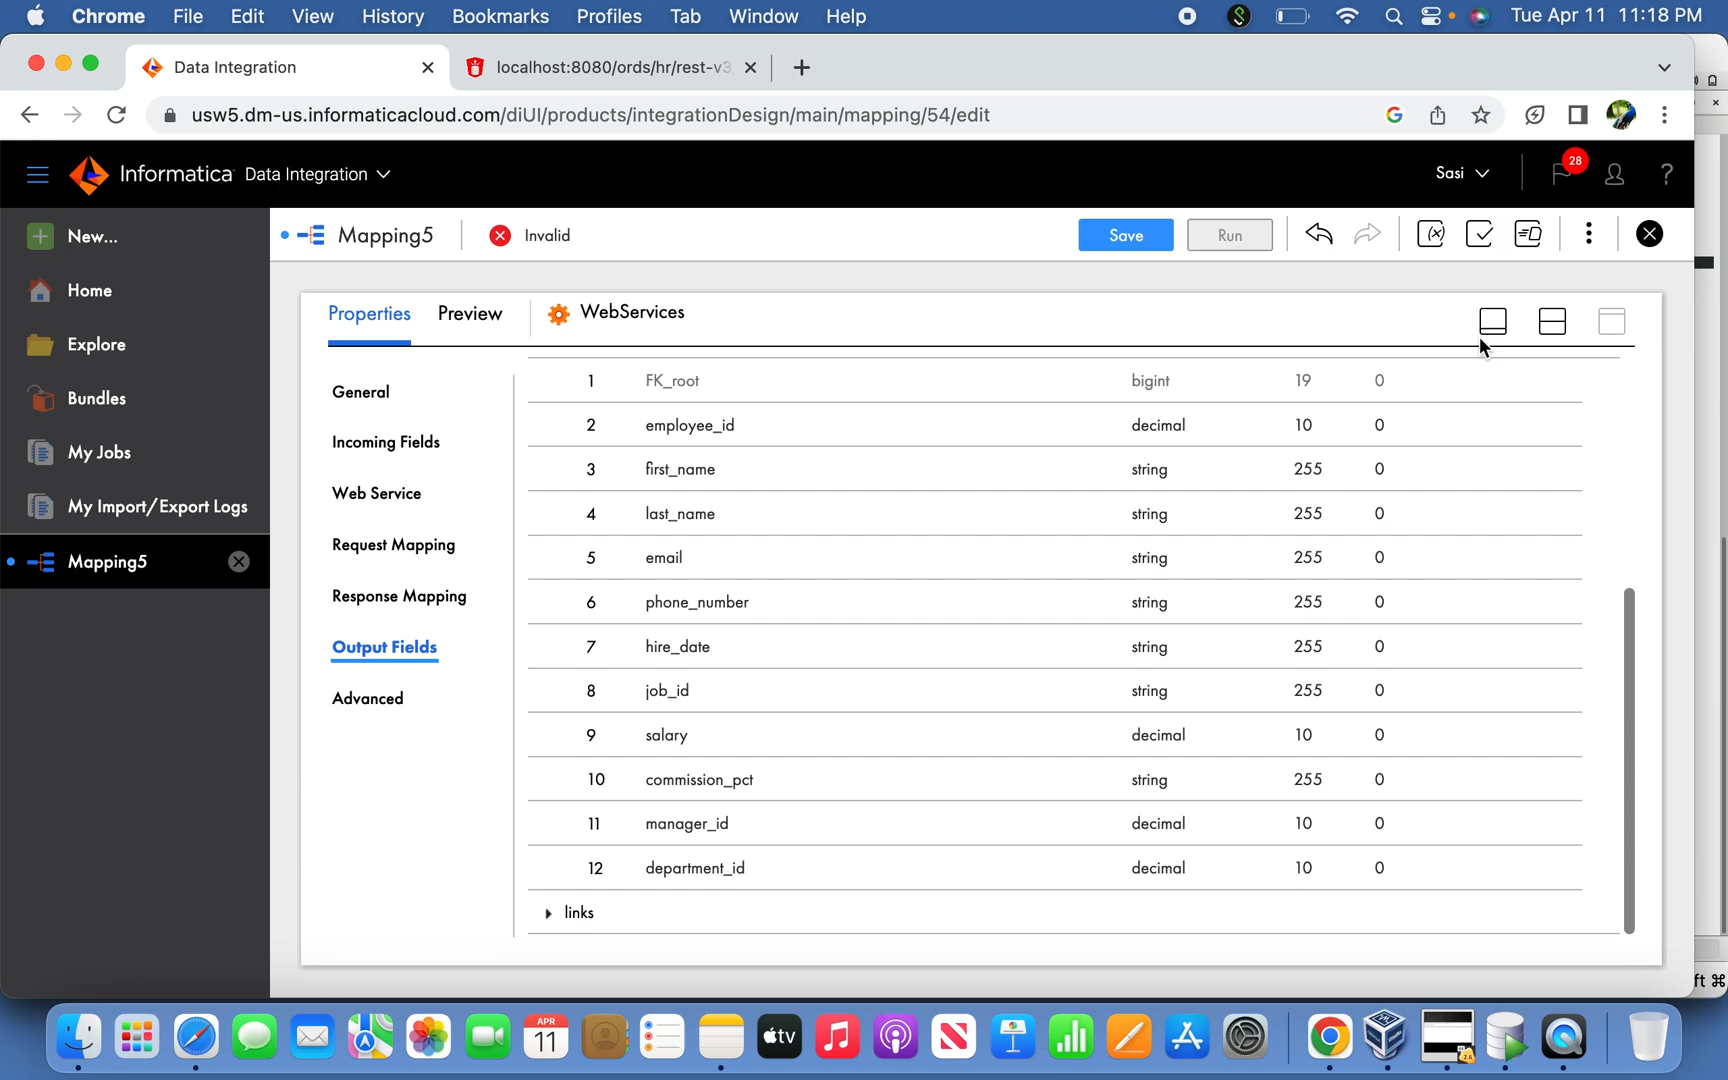 Chrome File Edit View History Bookmarks Profiles Tab Window Help Tue Apr 11 11:18 PM
Data Integration localhost:8080/ords/hr/rest-v3
usw5.dm-us.informaticacloud.com/diUI/products/integrationDesign/main/mapping/54/edit
Informatica Data Integration Sasi 28 ?
New... Mapping5 Invalid Save Run
Home
Properties Preview WebServices
Explore
Bundles
My Jobs
My Import/Export Logs
Mapping5
General
Incoming Fields
Web Service
Request Mapping
Response Mapping
Output Fields
Advanced
1 FK_root bigint 19 0
2 employee_id decimal 10 0
3 first_name string 255 0
4 last_name string 255 0
5 email string 255 0
6 phone_number string 255 0
7 hire_date string 255 0
8 job_id string 255 0
9 salary decimal 10 0
10 commission_pct string 255 0
11 manager_id decimal 10 0
12 department_id decimal 10 0
links
ft ⌘
APR
11
tv